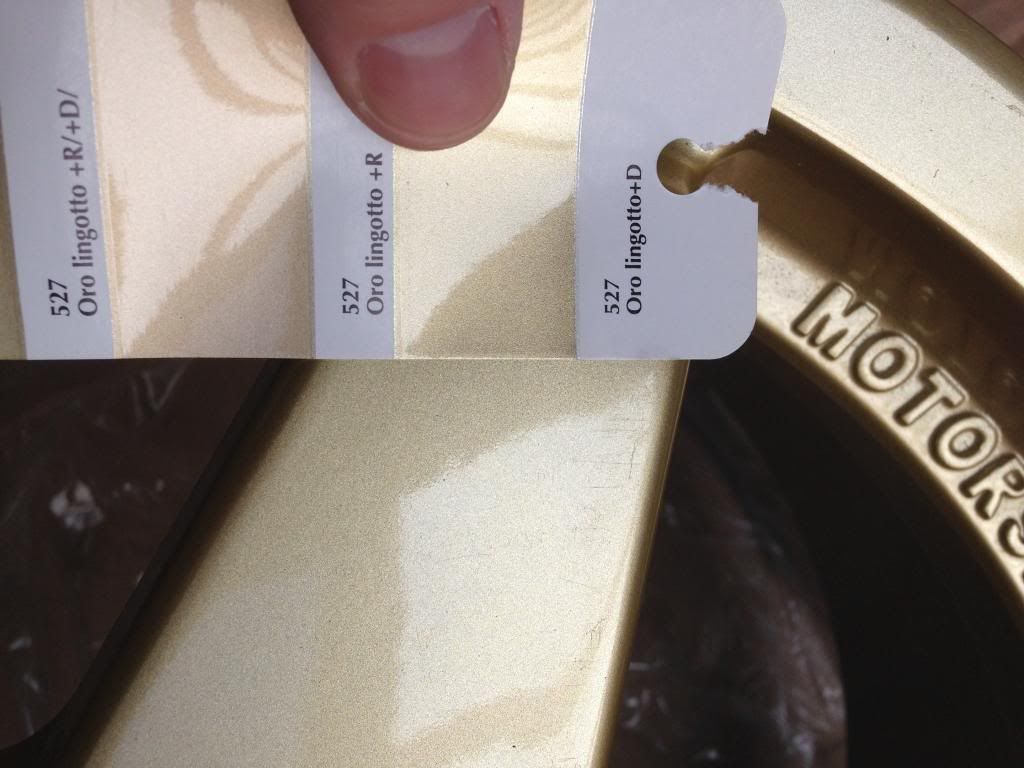 527
Oro lingotto +R/+D/
527
Oro lingotto +R
527
Oro lingotto+D
MOTORS